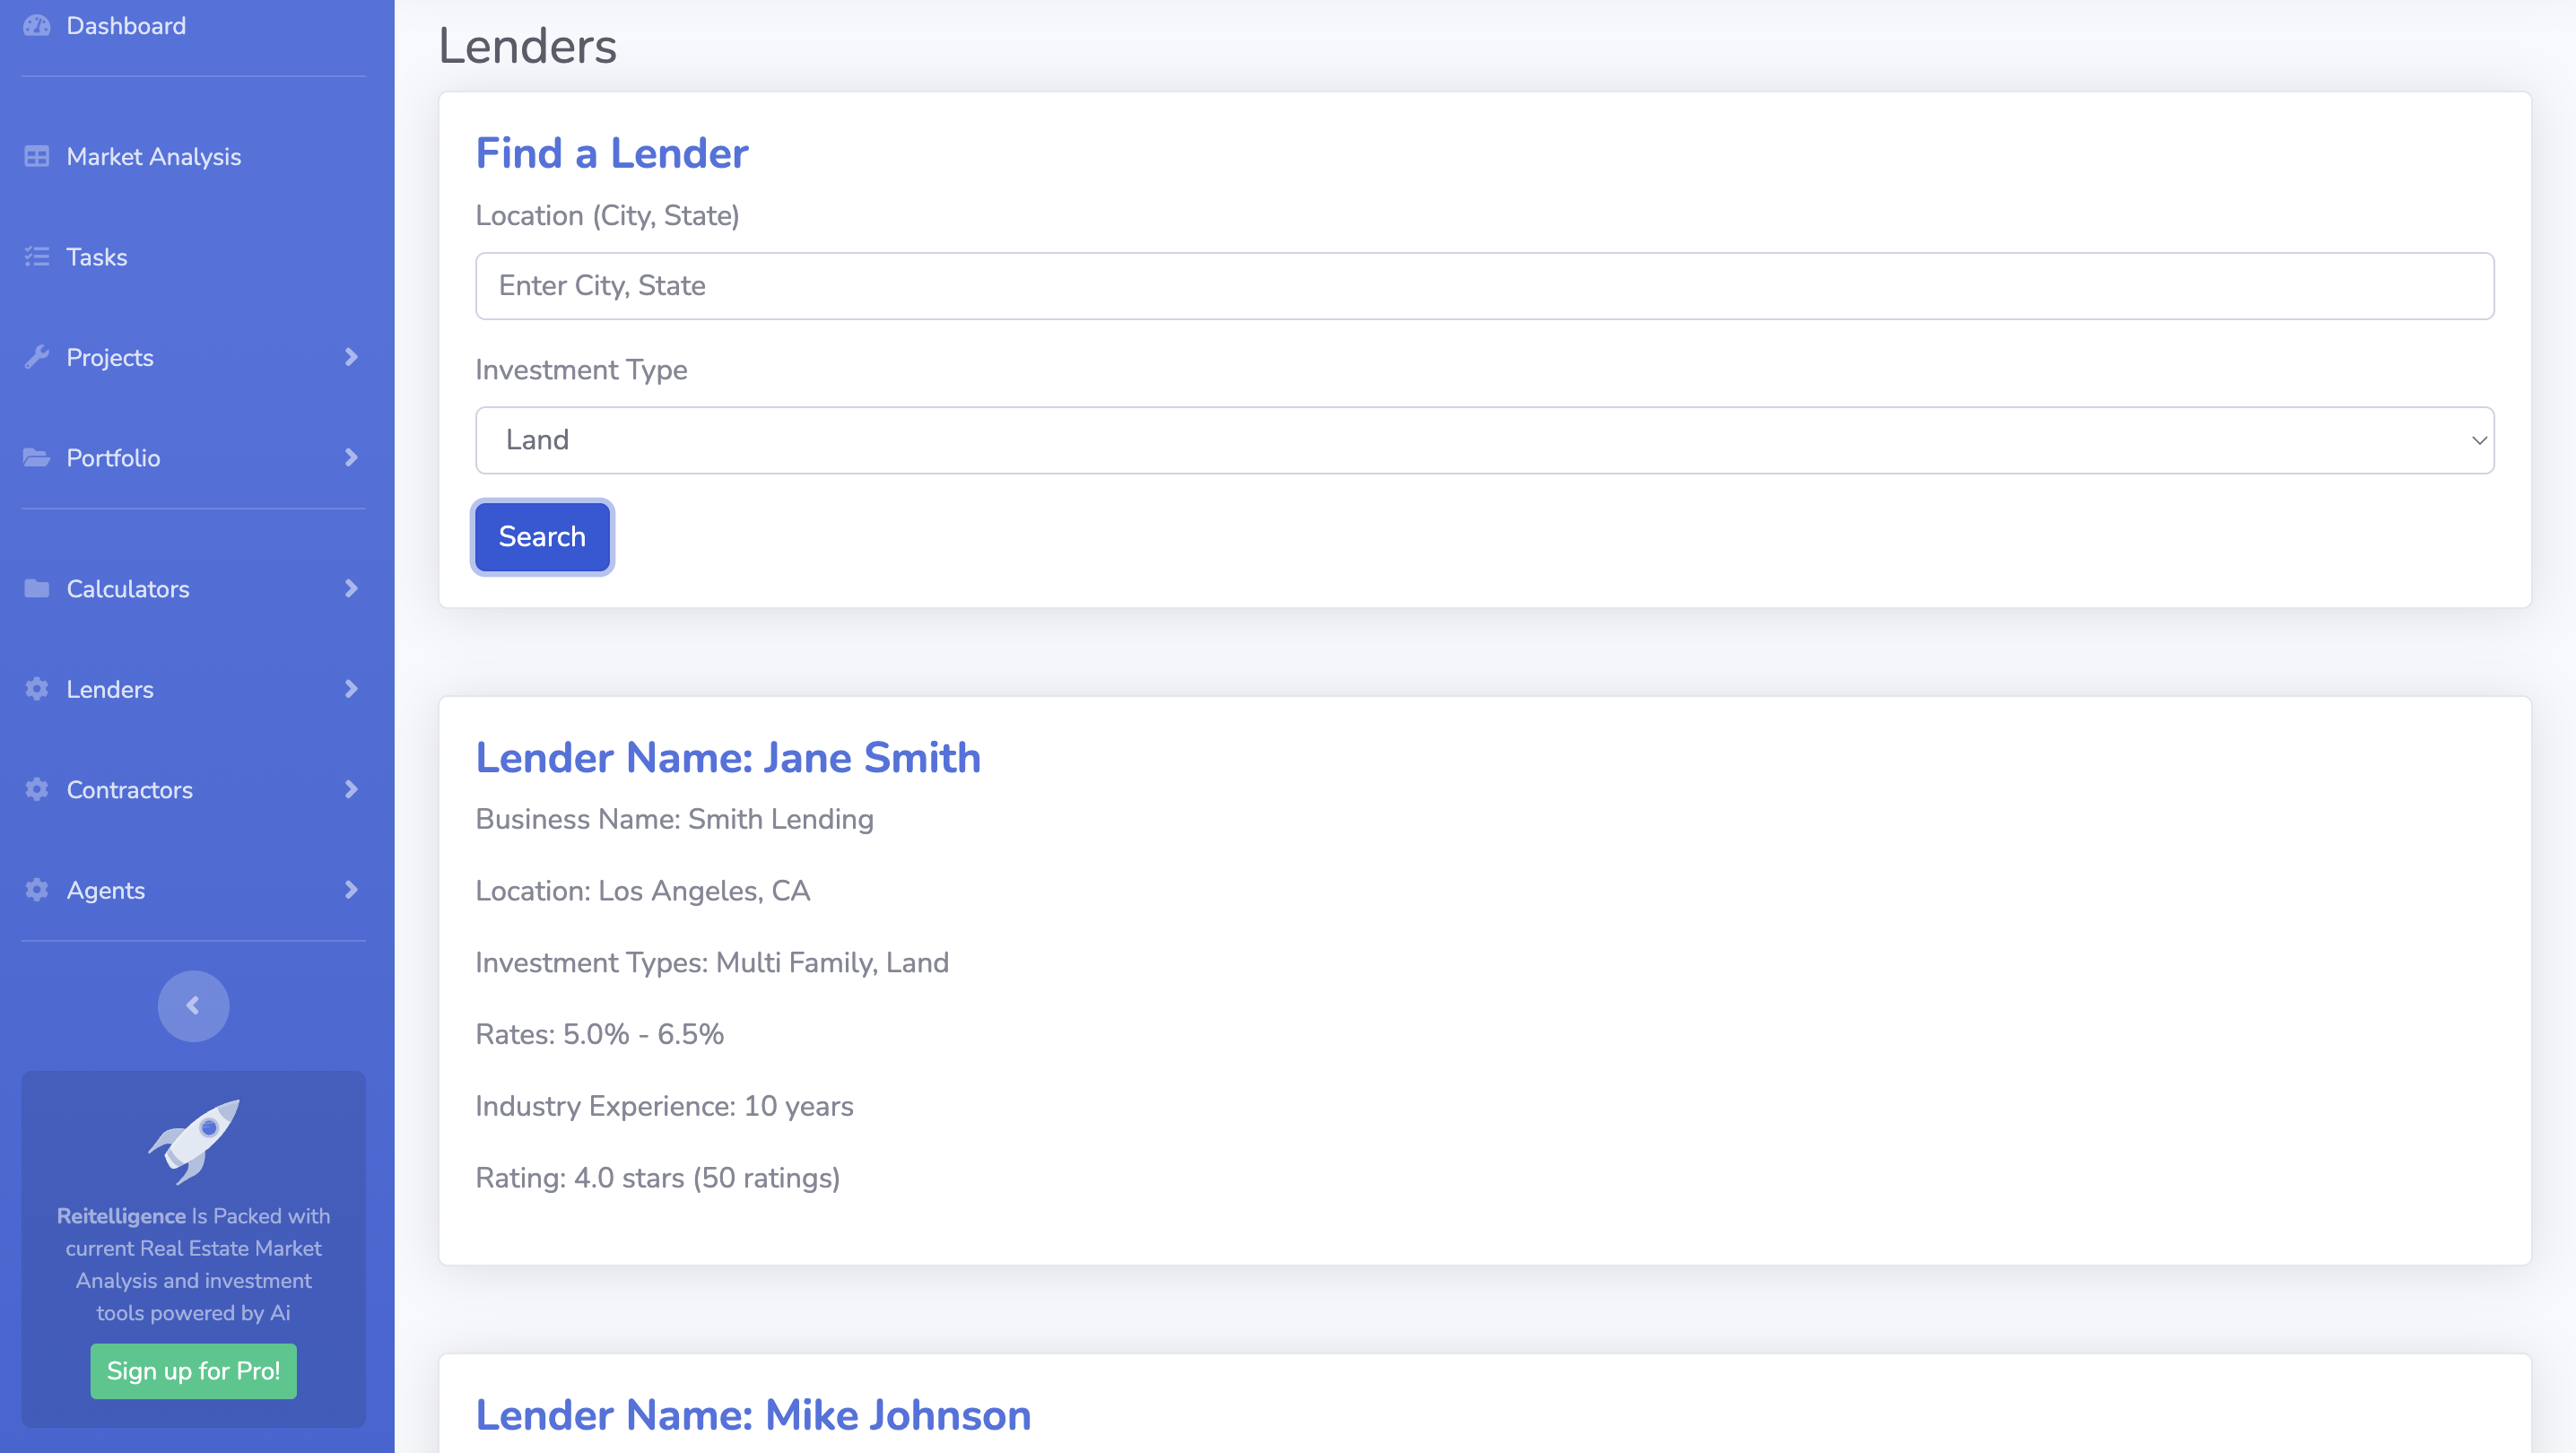 Dashboard
Market Analysis
Tasks
Projects
Portfolio
Calculators
Lenders
Contractors
Agents
Reitelligence Is Packed with
current Real Estate Market
Analysis and investment
tools powered by Ai
Sign up for Pro!
Lenders
Find a Lender
Location (City, State)
Enter City, State
Investment Type
Land
Search
Lender Name: Jane Smith
Business Name: Smith Lending
Location: Los Angeles, CA
Investment Types: Multi Family, Land
Rates: 5.0% - 6.5%
Industry Experience: 10 years
Rating: 4.0 stars (50 ratings)
Lender Name: Mike Johnson